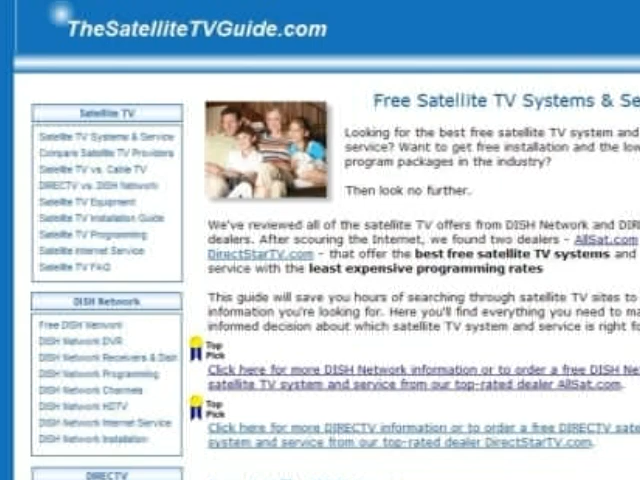 TheSatelliteTVGuide.com
Satellite TV
Satellite TV Systems & Service
Compare Satellite TV Providers
Satellite TV vs. Cable TV
DIRECTV vs. DISH Network
Satellite TV Equipment
Satellite TV Installation Guide
Satellite TV Programming
Satellite Internet Service
Satellite TV FAQ
DISH Network
Free DISH Network
DISH Network DVR
DISH Network Receivers & Dish
DISH Network Programming
DISH Network Channels
DISH Network HDTV
DISH Network Internet Service
DISH Network Installation
DIRECTV
Free Satellite TV Systems & Se
Looking for the best free satellite TV system and
service? Want to get free installation and the low
program packages in the industry?
Then look no further.
We've reviewed all of the satellite TV offers from DISH Network and DIR
dealers. After scouring the Internet, we found two dealers - AllSat.com
DirectStarTV.com - that offer the best free satellite TV systems and
service with the least expensive programming rates
This guide will save you hours of searching through satellite TV sites to
information you're looking for. Here you'll find everything you need to ma
informed decision about which satellite TV system and service is right fo
Top
Pick
Click here for more DISH Network information or to order a free DISH Ne
satellite TV system and service from our top-rated dealer AllSat.com.
Top
Pick
Click here for more DIRECTV information or to order a free DIRECTV sate
system and service from our top-rated dealer DirectStarTV.com.